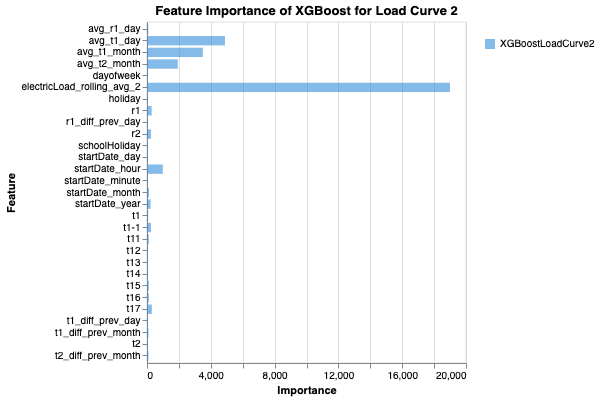 Feature Importance of XGBoost for Load Curve 2
XGBoostLoadCurve2
Feature
avg_r1_day
avg_t1_day
avg_t1_month
avg_t2_month
dayofweek
electricLoad_rolling_avg_2
holiday
r1
r1_diff_prev_day
r2
schoolHoliday
startDate_day
startDate_hour
startDate_minute
startDate_month
startDate_year
t1
t1-1
t11
t12
t13
t14
t15
t16
t17
t1_diff_prev_day
t1_diff_prev_month
t2
t2_diff_prev_month
0 4,000 8,000 12,000 16,000 20,000
Importance